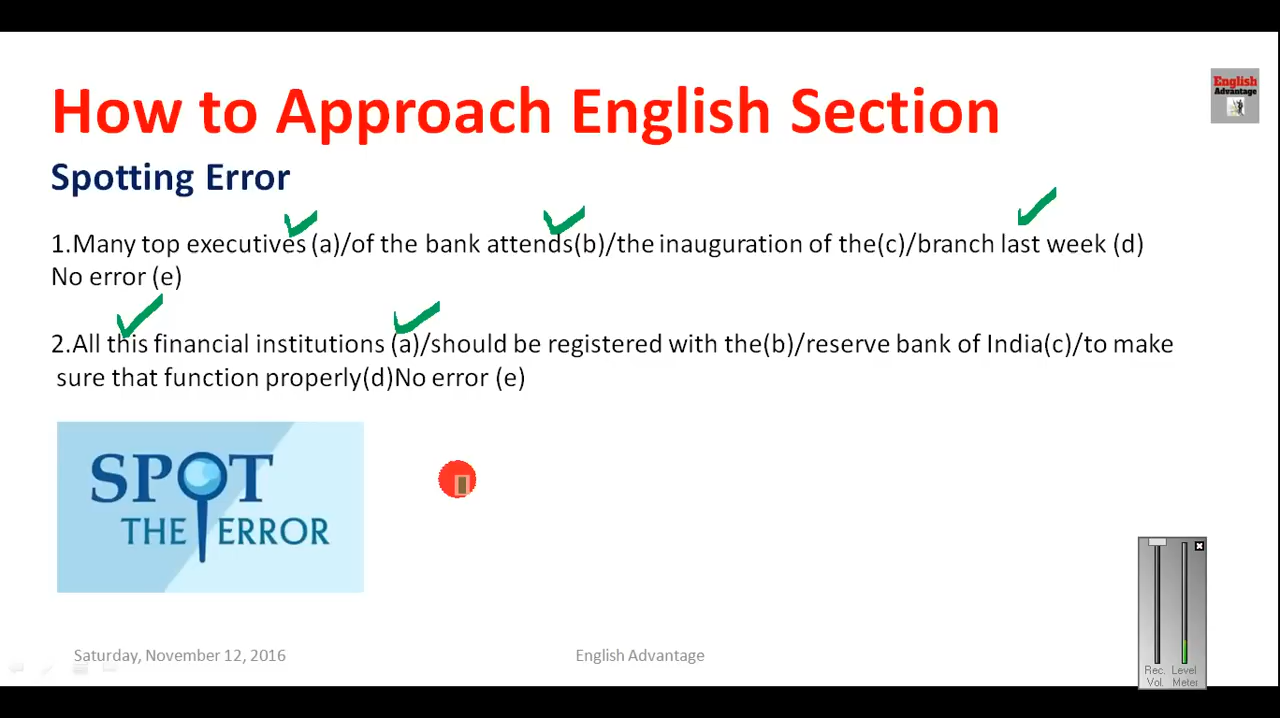 English
Advantage
How to Approach English Section
Spotting Error
1.Many top executives (a)/of the bank attends(b)/the inauguration of the(c)/branch last week (d)
No error (e)
2.All this financial institutions (a)/should be registered with the(b)/reserve bank of India(c)/to make
sure that function properly(d)No error (e)
SPOT
THE ERROR
Saturday, November 12, 2016
English Advantage
Rec. Level
Vol. Meter